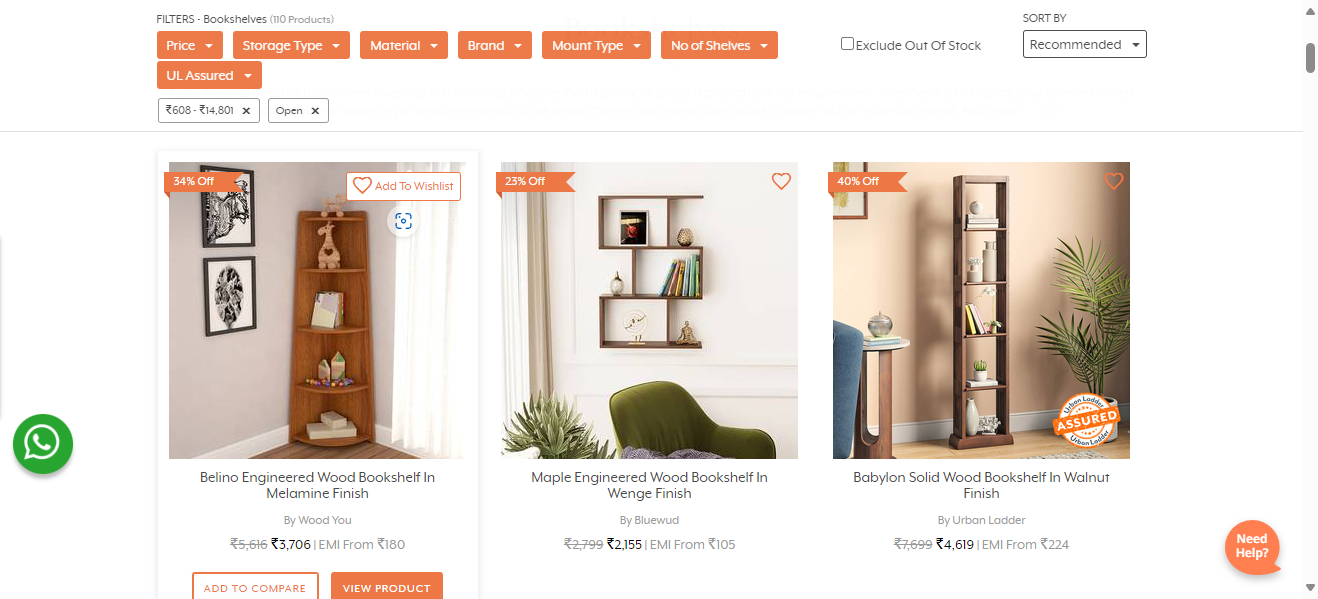 FILTERS - Bookshelves (110 Products)
SORT BY
Price
Storage Type
Material
Brand
Mount Type
No of Shelves
Exclude Out Of Stock
Recommended
UL Assured
₹608 - ₹14,801 ✕
Open ✕
34% Off
Add To Wishlist
23% Off
40% Off
Urban Ladder
ASSURED
Urban Ladder
Belino Engineered Wood Bookshelf In
Melamine Finish
By Wood You
₹5,616 ₹3,706 | EMI From ₹180
ADD TO COMPARE
VIEW PRODUCT
Maple Engineered Wood Bookshelf In
Wenge Finish
By Bluewud
₹2,799 ₹2,155 | EMI From ₹105
Babylon Solid Wood Bookshelf In Walnut
Finish
By Urban Ladder
₹7,699 ₹4,619 | EMI From ₹224
Need
Help?